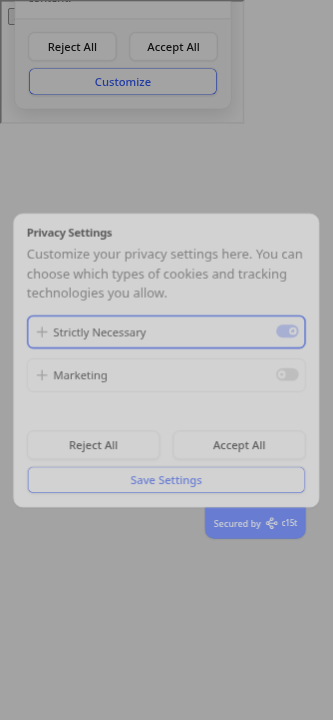 Reject All
Accept All
Customize
Privacy Settings
Customize your privacy settings here. You can
choose which types of cookies and tracking
technologies you allow.
Strictly Necessary
Marketing
Reject All
Accept All
Save Settings
Secured by c15t